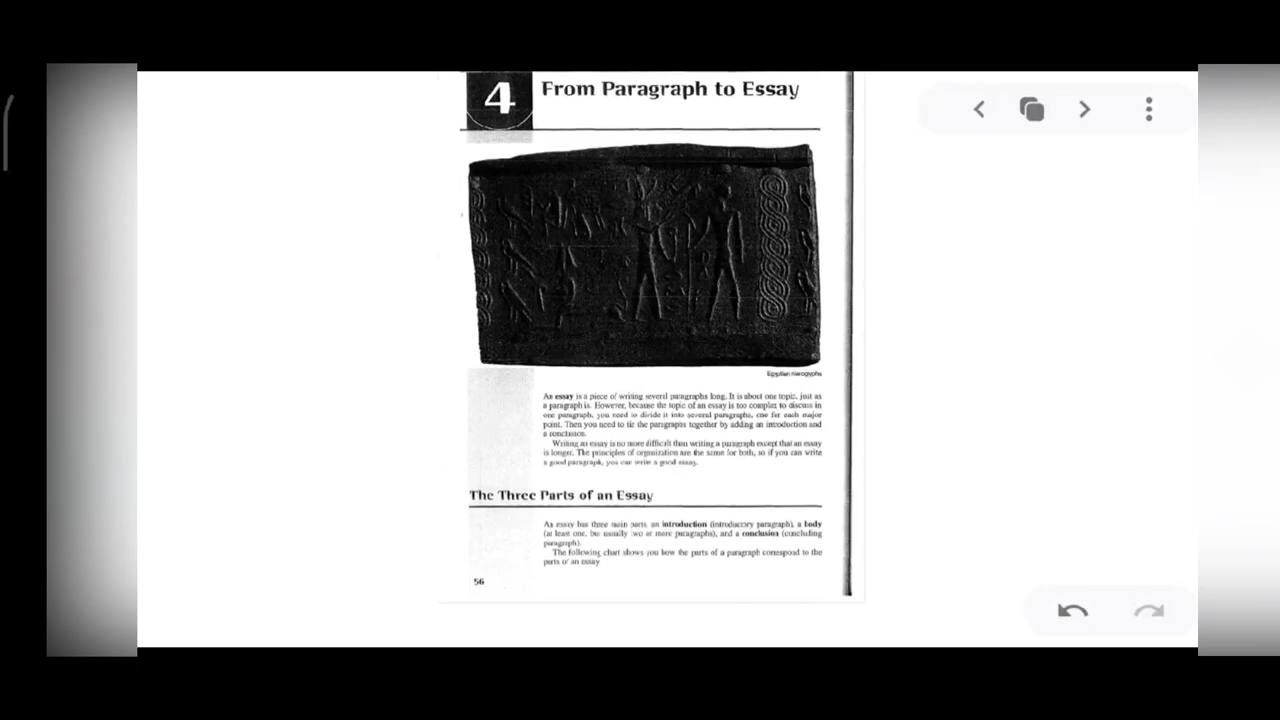 4
From Paragraph to Essay
Egyptian hieroglyphs
An essay is a piece of writing several paragraphs long. It is about one topic, just as
a paragraph is. However, because the topic of an essay is too complex to discuss in
one paragraph, you need to divide it into several paragraphs, one for each major
point. Then you need to tie the paragraphs together by adding an introduction and
a conclusion.
Writing an essay is no more difficult than writing a paragraph except that an essay
is longer. The principles of organization are the same for both, so if you can write
a good paragraph, you can write a good essay.
The Three Parts of an Essay
An essay has three main parts: an introduction (introductory paragraph), a body
(at least one, but usually two or more paragraphs), and a conclusion (concluding
paragraph).
The following chart shows you how the parts of a paragraph correspond to the
parts of an essay
56